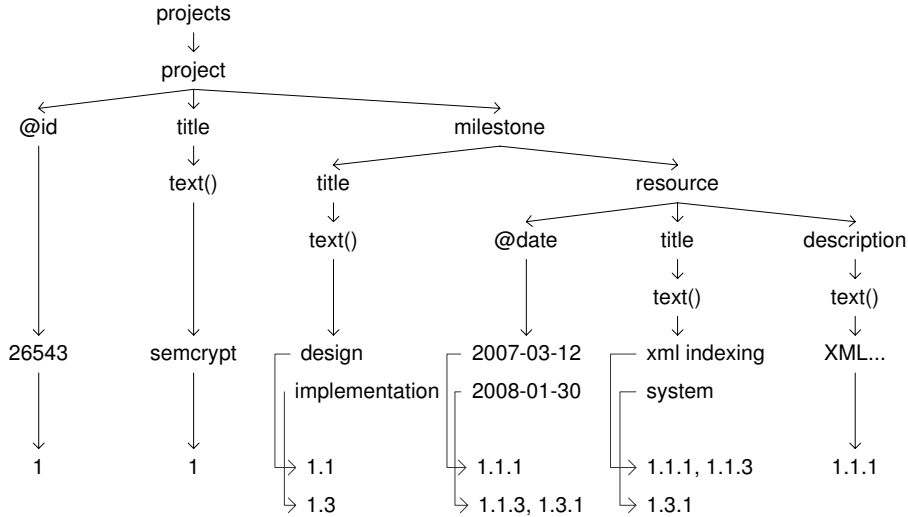 projects
project
@id title milestone
text() title resource
text() @date title description
text() text()
26543 semcrypt design 2007-03-12 xml indexing XML...
implementation 2008-01-30 system
1 1 1.1 1.1.1 1.1.1, 1.1.3 1.1.1
1.3 1.1.3, 1.3.1 1.3.1